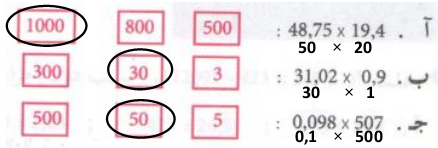 آ . 48,75 x 19,4 : 500 800 1000
50 × 20
ب . 31,02 x 0,9 : 3 30 300
30 × 1
جـ . 0,098 x 507 : 5 50 500
0,1 × 500